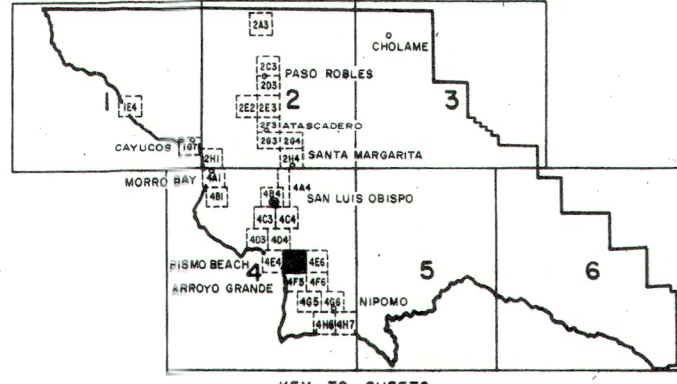 2A3
CHOLAME
2C3
PASO ROBLES
2D3
1
1E4
2E2 2E3
2
3
2F3 ATASCADERO
CAYUCOS 1G7
2G3 2G4
2H1
2H4 SANTA MARGARITA
MORRO BAY 4A1
4A4
4B1
4B4 SAN LUIS OBISPO
4C3 4C4
4D3 4D4
PISMO BEACH 4 4E4 4E6
5
6
ARROYO GRANDE 4F5 4F6
4G5 4G6 NIPOMO
4H6 4H7
KEY TO SHEETS